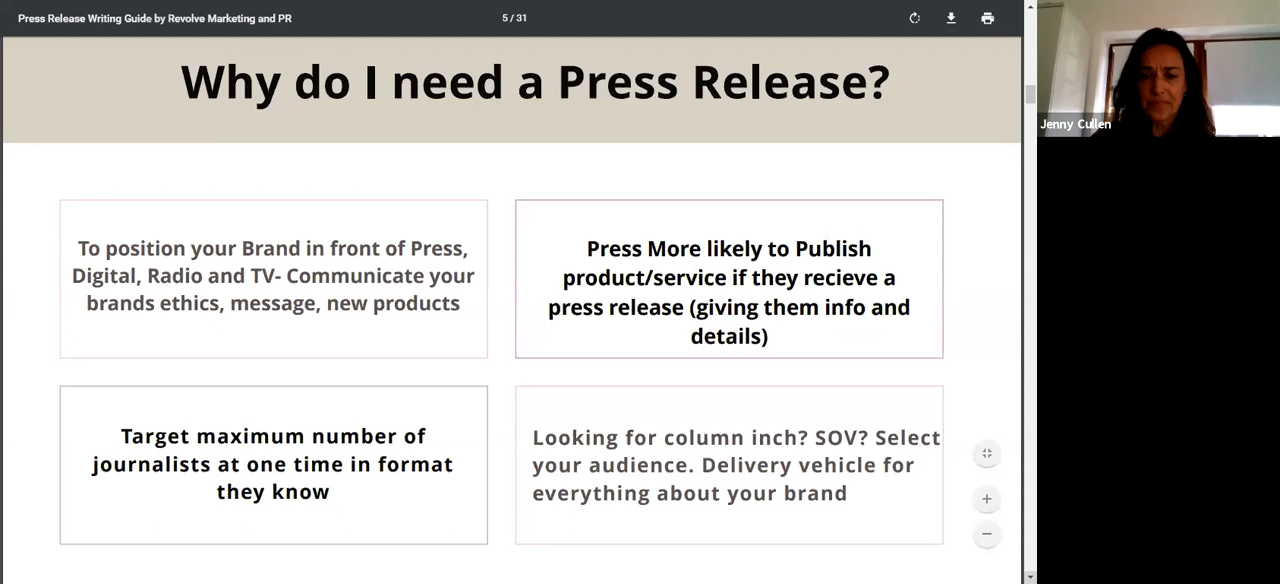 Press Release Writing Guide by Revolve Marketing and PR
5 / 31
Why do I need a Press Release?
Jenny Cullen
To position your Brand in front of Press,
Digital, Radio and TV- Communicate your
brands ethics, message, new products
Press More likely to Publish
product/service if they recieve a
press release (giving them info and
details)
Target maximum number of
journalists at one time in format
they know
Looking for column inch? SOV? Select
your audience. Delivery vehicle for
everything about your brand